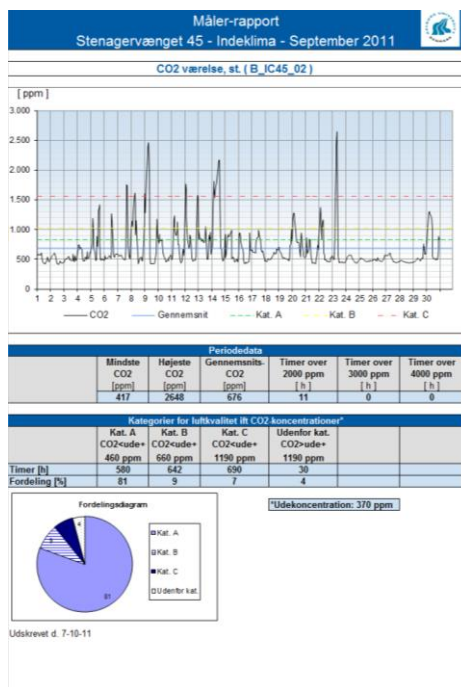 Måler-rapport
Stenagervænget 45 - Indeklima - September 2011
CO2 værelse, st. ( B_IC45_02 )
[ ppm ]
3.000
2.500
2.000
1.500
1.000
500
0
1 2 3 4 5 6 7 8 9 10 11 12 13 14 15 16 17 18 19 20 21 22 23 24 25 26 27 28 29 30
CO2 Gennemsnit Kat. A Kat. B Kat. C
Periodedata
Mindste Højeste Gennemsnits- Timer over Timer over Timer over
CO2 CO2 CO2 2000 ppm 3000 ppm 4000 ppm
[ppm] [ppm] [ppm] [ h ] [ h ] [ h ]
417 2648 676 11 0 0
Kategorier for luftkvalitet ift CO2-koncentrationer*
Kat. A Kat. B Kat. C Udenfor kat.
CO2<ude+ CO2<ude+ CO2<ude+ CO2>ude+
460 ppm 660 ppm 1190 ppm 1190 ppm
Timer [h] 580 642 690 30
Fordeling [%] 81 9 7 4
Fordelingsdiagram
*Udekoncentration: 370 ppm
4
81
Kat. A
Kat. B
Kat. C
Udenfor kat.
Udskrevet d. 7-10-11